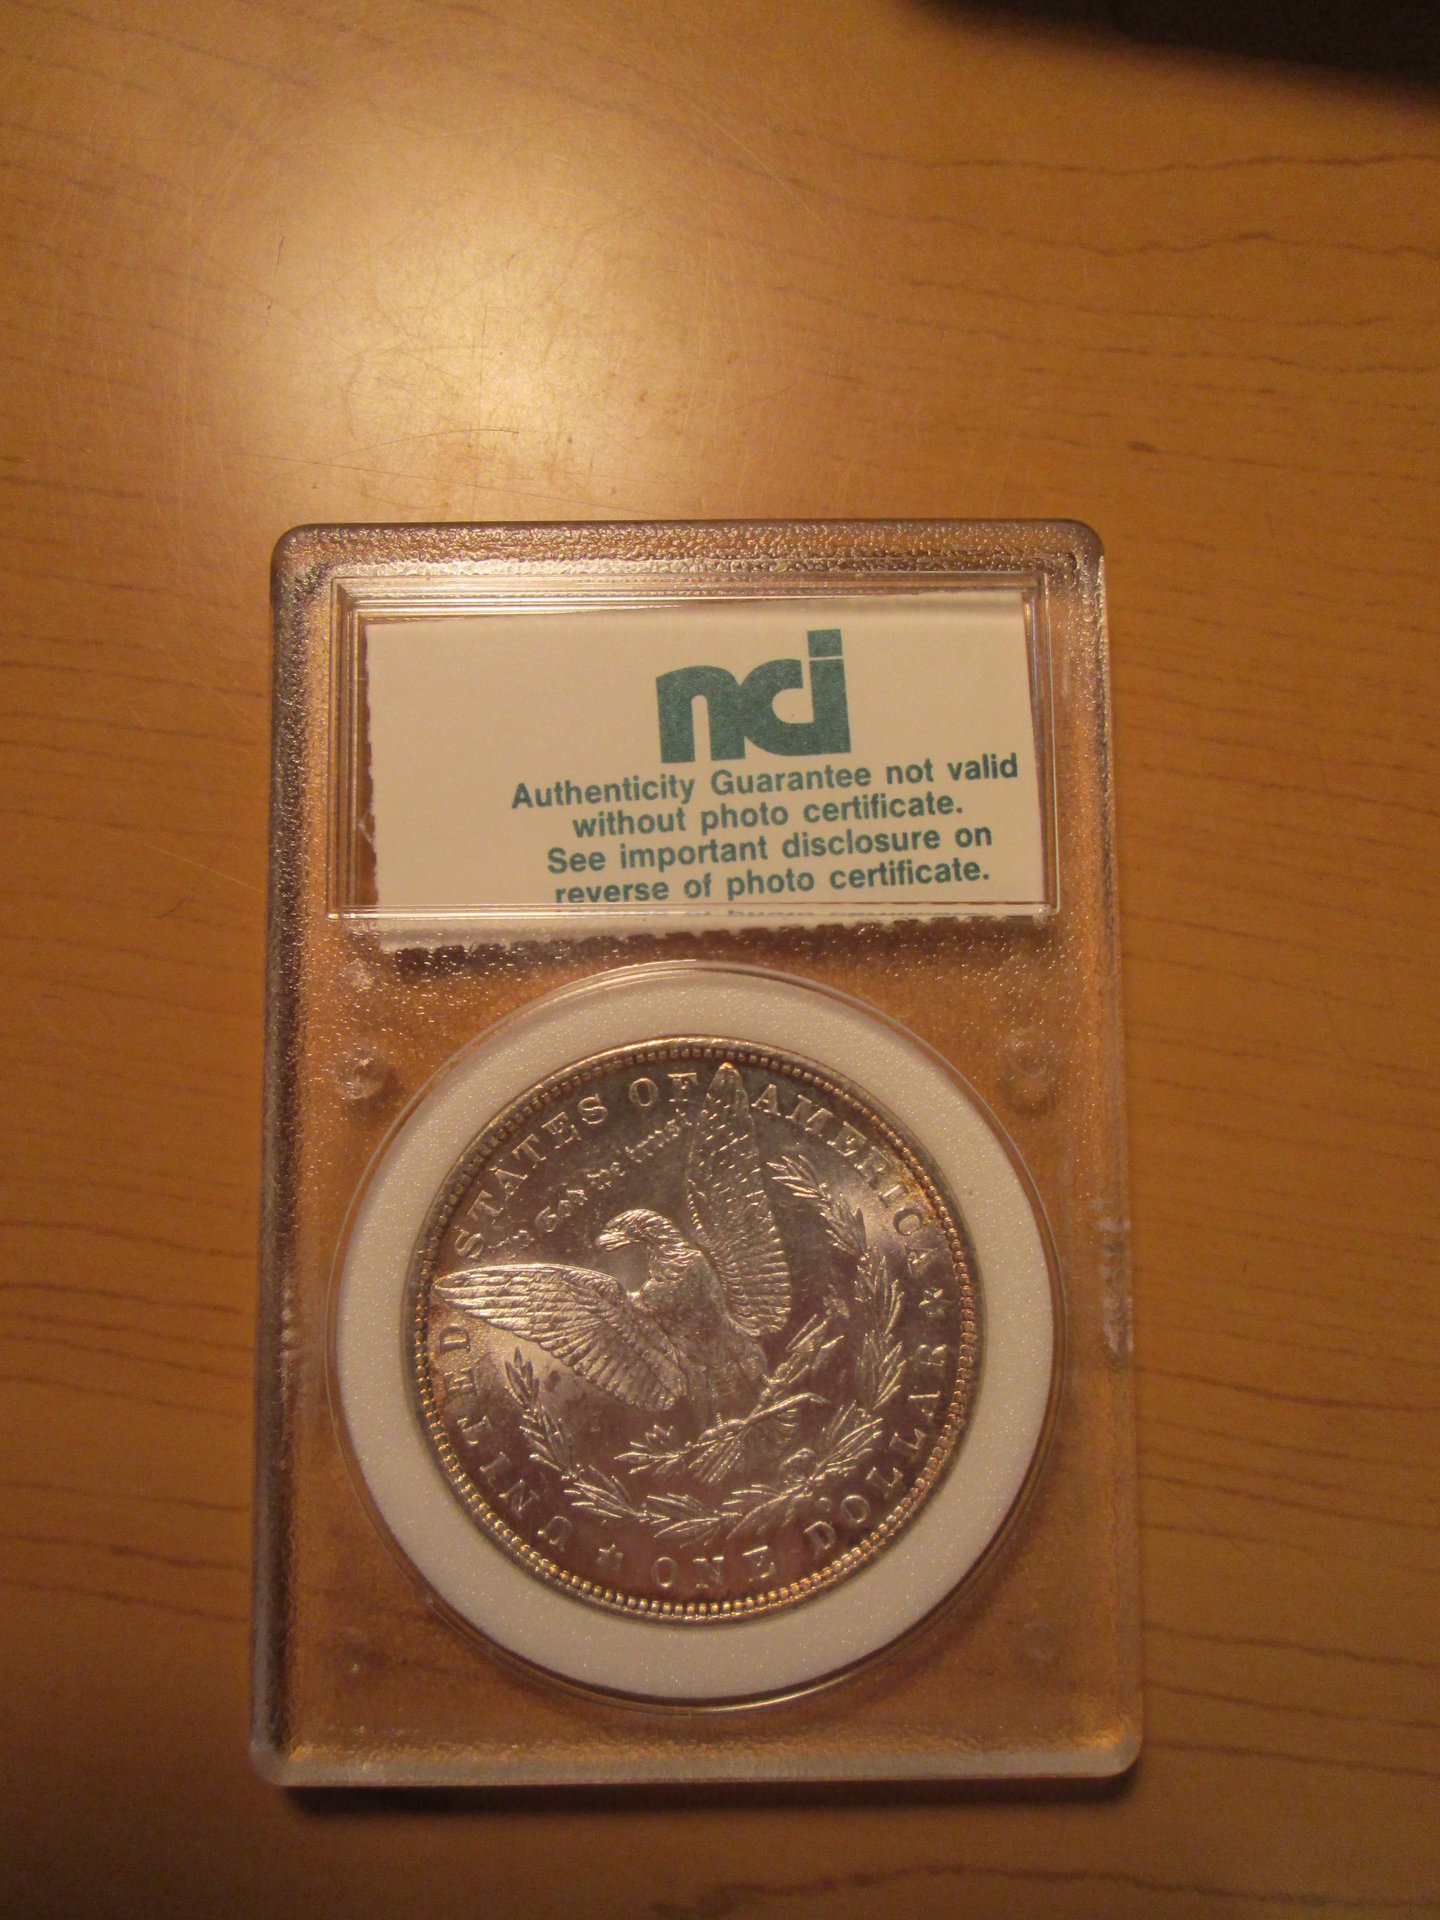 nci
Authenticity Guarantee not valid
without photo certificate.
See important disclosure on
reverse of photo certificate.
UNITED STATES OF AMERICA
In God we trust
ONE DOLLAR